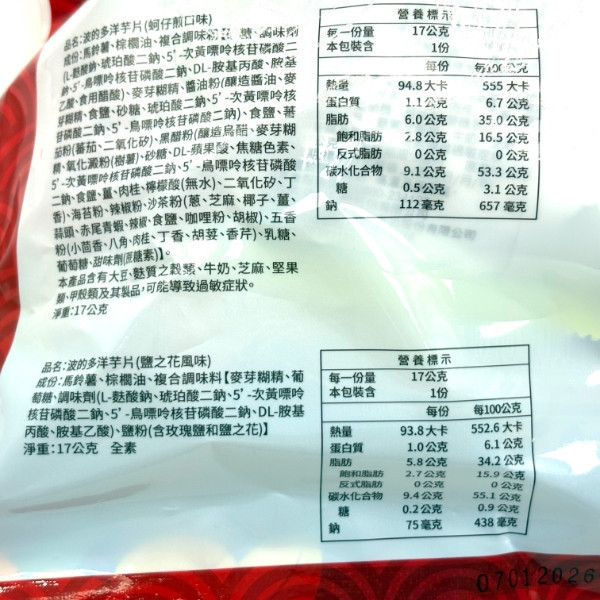 品名:波的多洋芋片(蚵仔煎口味)
成份:馬鈴薯、棕櫚油、複合調味料【糖、調味劑
(L-麩酸鈉、琥珀酸二鈉、5'-次黃嘌呤核苷磷酸二
鈉、5'-鳥嘌呤核苷磷酸二鈉、DL-胺基丙酸、胺基
乙酸、食用醋酸)、麥芽糊精、醬油粉(釀造醬油、麥
芽糊精、食鹽、砂糖、琥珀酸二鈉、5'-次黃嘌呤核
苷磷酸二鈉、5'-鳥嘌呤核苷磷酸二鈉)、食鹽、蕃
茄粉(蕃茄、二氧化矽)、黑醋粉(釀造烏醋、麥芽糊
精、氧化澱粉(樹薯)、砂糖、DL-蘋果酸、焦糖色素、
5'-次黃嘌呤核苷磷酸二鈉、5'-鳥嘌呤核苷磷酸
二鈉、食鹽、薑、肉桂、檸檬酸(無水)、二氧化矽、丁
香)、海苔粉、辣椒粉、沙茶粉(蔥、芝麻、椰子、薑、
蒜頭、赤尾青蝦、辣椒、食鹽、咖哩粉、胡椒)、五香
粉(小茴香、八角、肉桂、丁香、胡荽、香芹)、乳糖、
葡萄糖、甜味劑(蔗糖素)】。
本產品含有大豆、麩質之穀類、牛奶、芝麻、堅果
類、甲殼類及其製品,可能導致過敏症狀。
淨重:17公克
營養標示
每一份量 17公克
本包裝含 1份
每份 每100公克
熱量 94.8大卡 555 大卡
蛋白質 1.1公克 6.7 公克
脂肪 6.0公克 35.0 公克
飽和脂肪 2.8公克 16.5 公克
反式脂肪 0公克 0 公克
碳水化合物 9.1公克 53.3 公克
糖 0.5公克 3.1 公克
鈉 112毫克 657 毫克
品名:波的多洋芋片(鹽之花風味)
成份:馬鈴薯、棕櫚油、複合調味料【麥芽糊精、葡
萄糖、調味劑(L-麩酸鈉、琥珀酸二鈉、5'-次黃嘌呤
核苷磷酸二鈉、5'-鳥嘌呤核苷磷酸二鈉、DL-胺基
丙酸、胺基乙酸)、鹽粉(含玫瑰鹽和鹽之花)】
淨重:17公克 全素
營養標示
每一份量 17公克
本包裝含 1份
每份 每100公克
熱量 93.8大卡 552.6大卡
蛋白質 1.0公克 6.1公克
脂肪 5.8公克 34.2公克
飽和脂肪 2.7公克 15.9公克
反式脂肪 0公克 0公克
碳水化合物 9.4公克 55.1公克
糖 0.2公克 0.9公克
鈉 75毫克 438毫克
07012026